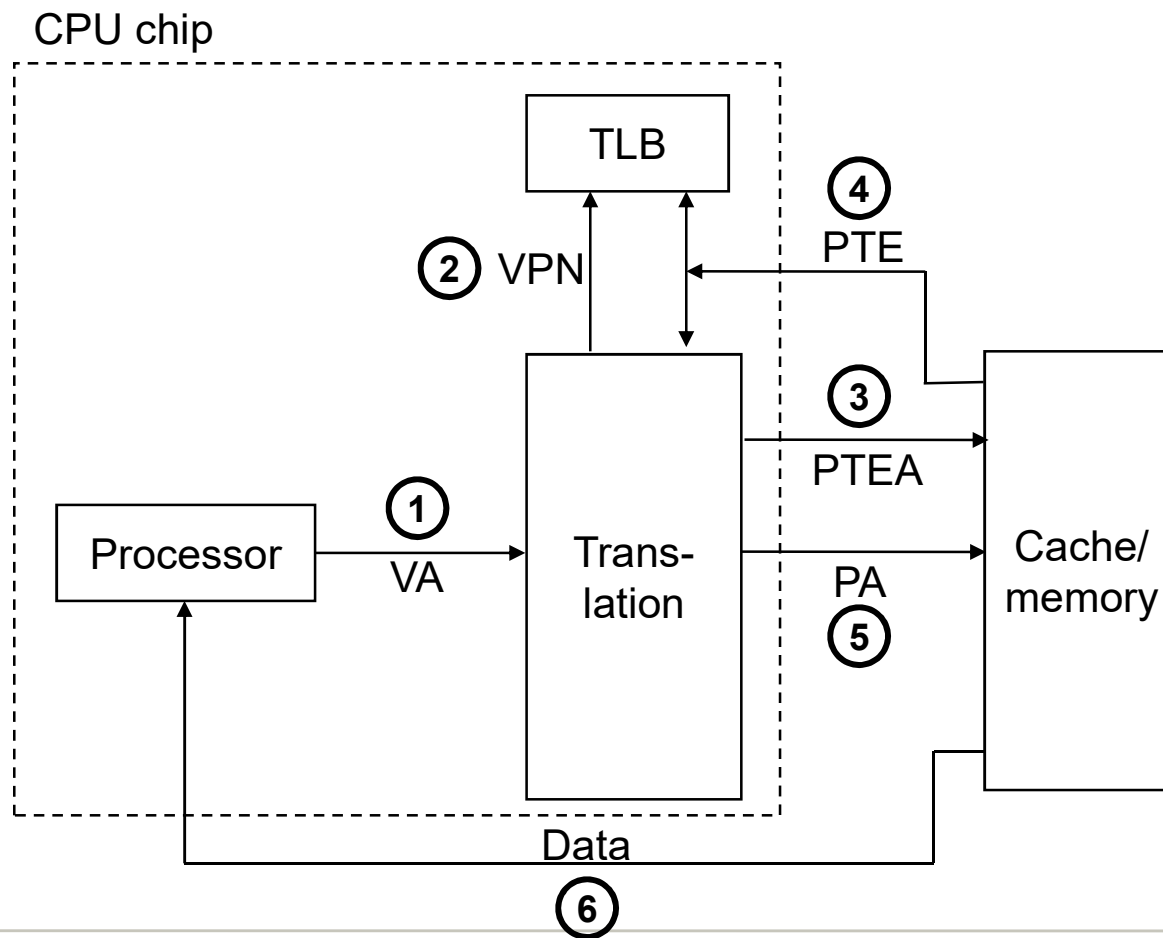 CPU chip
TLB
4
PTE
2 VPN
3
PTEA
1
Processor
VA
Trans-
lation
PA
5
Cache/
memory
Data
6